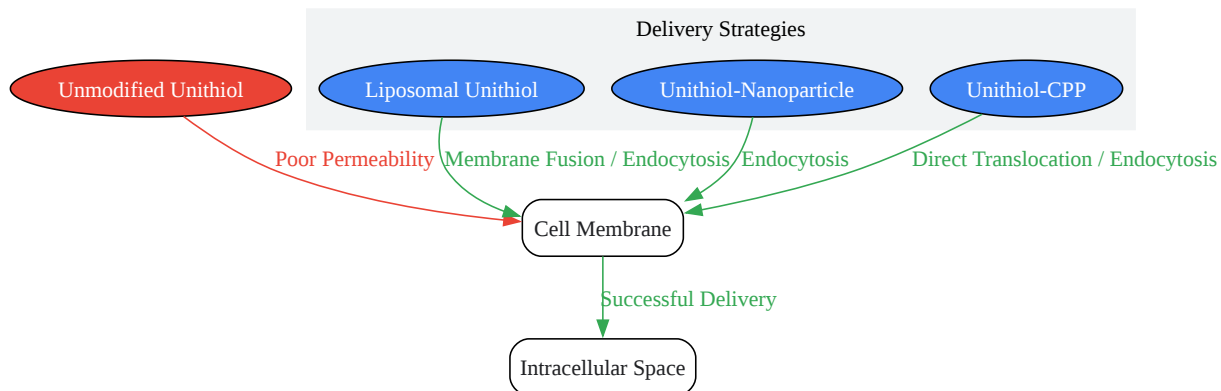 Delivery Strategies
Unmodified Unithiol
Liposomal Unithiol
Unithiol-Nanoparticle
Unithiol-CPP
Poor Permeability
Membrane Fusion / Endocytosis
Endocytosis
Direct Translocation / Endocytosis
Cell Membrane
Successful Delivery
Intracellular Space